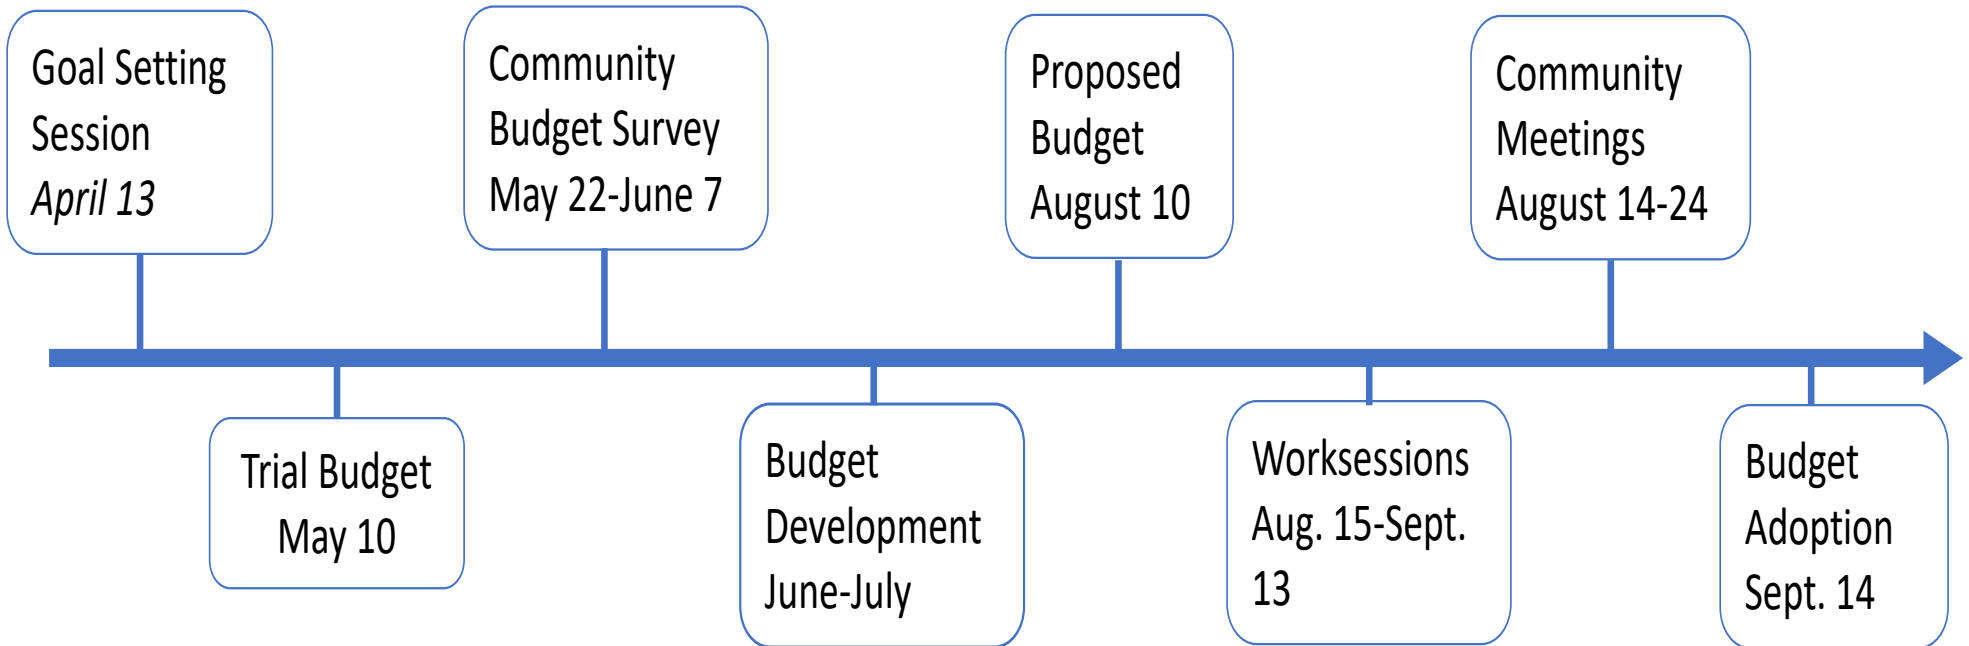 Goal Setting
Session
April 13
Community
Budget Survey
May 22-June 7
Proposed
Budget
August 10
Community
Meetings
August 14-24
Trial Budget
May 10
Budget
Development
June-July
Worksessions
Aug. 15-Sept.
13
Budget
Adoption
Sept. 14